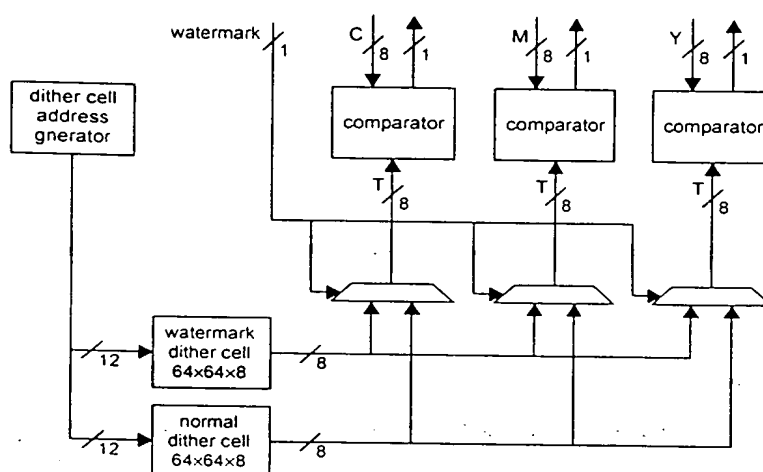 watermark
1
C
8
1
M
8
1
Y
8
1
dither cell
address
gnerator
comparator
comparator
comparator
T
8
T
8
T
8
12
watermark
dither cell
64×64×8
8
12
normal
dither cell
64×64×8
8